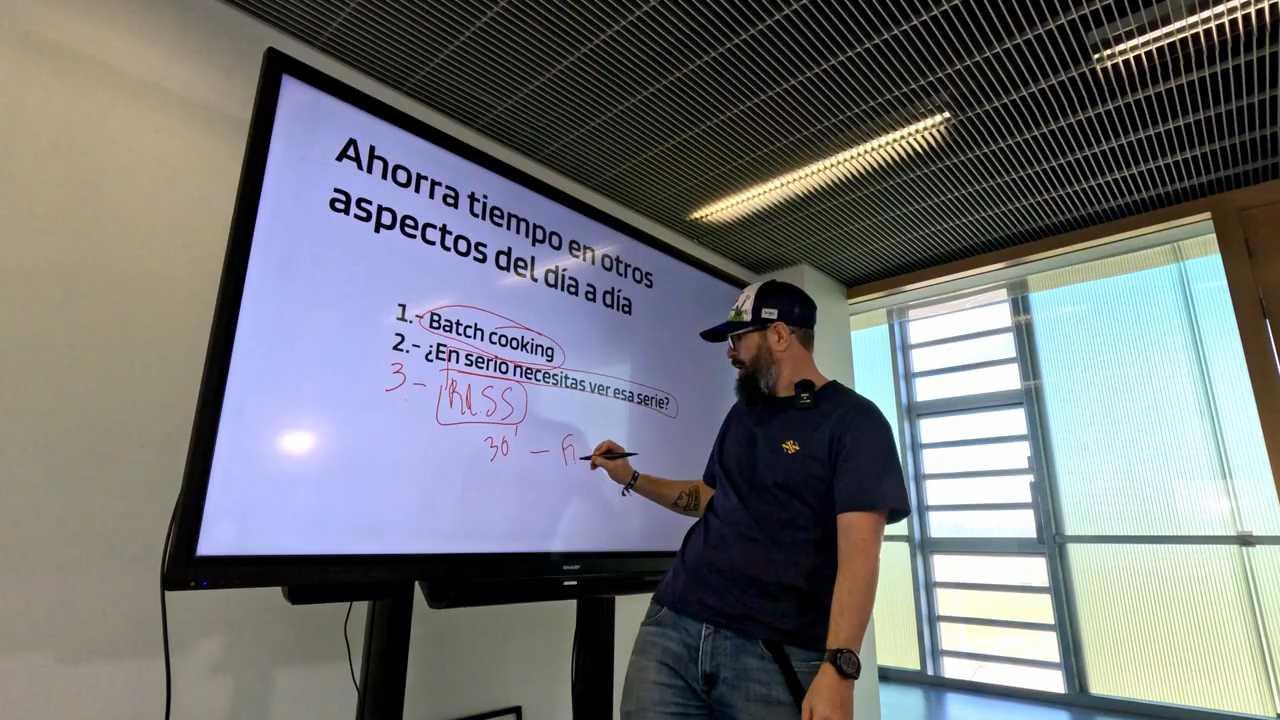 Ahorra tiempo en otros
aspectos del día a día
1.- Batch cooking
2.- ¿En serio necesitas ver esa serie?
3.-
30' -
SHARP